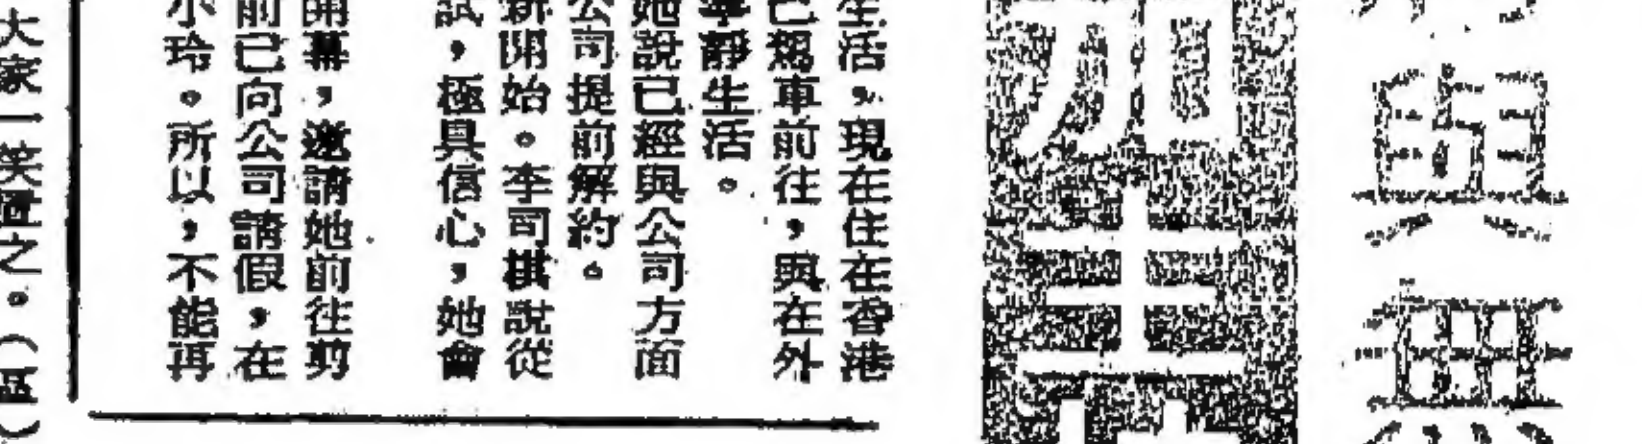 與無
生活，現在住在香港
已駕車前往，與在外
寧靜生活。
她說已經與公司方面
公司提前解約。
新開始。李司棋說從
試，極具信心，她會
開幕，邀請她前往剪
前已向公司請假，在
小玲。所以，不能再
大家一笑置之。（區）